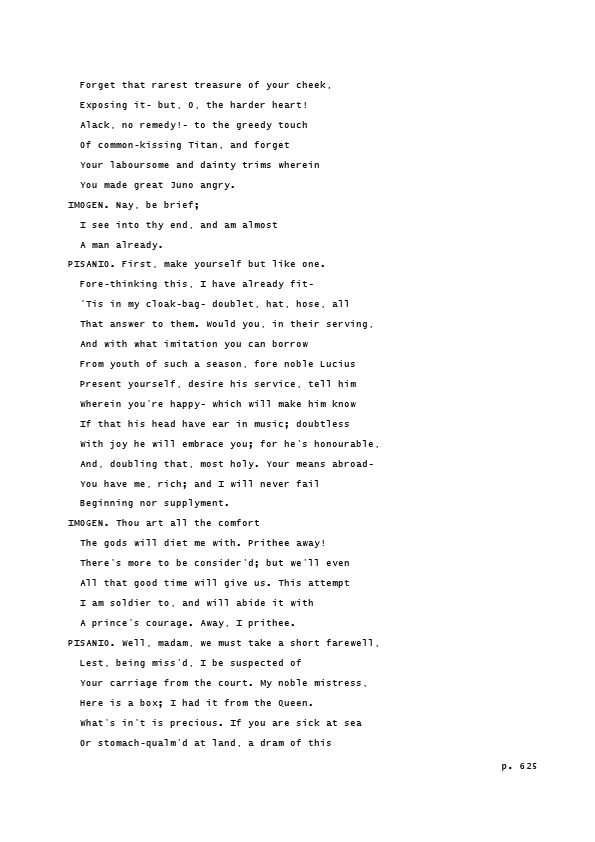 Forget that rarest treasure of your cheek,
Exposing it- but, O, the harder heart!
Alack, no remedy!- to the greedy touch
Of common-kissing Titan, and forget
Your laboursome and dainty trims wherein
You made great Juno angry.
IMOGEN. Nay, be brief;
I see into thy end, and am almost
A man already.
PISANIO. First, make yourself but like one.
Fore-thinking this, I have already fit-
'Tis in my cloak-bag- doublet, hat, hose, all
That answer to them. Would you, in their serving,
And with what imitation you can borrow
From youth of such a season, fore noble Lucius
Present yourself, desire his service, tell him
Wherein you're happy- which will make him know
If that his head have ear in music; doubtless
With joy he will embrace you; for he's honourable,
And, doubling that, most holy. Your means abroad-
You have me, rich; and I will never fail
Beginning nor supplyment.
IMOGEN. Thou art all the comfort
The gods will diet me with. Prithee away!
There's more to be consider'd; but we'll even
All that good time will give us. This attempt
I am soldier to, and will abide it with
A prince's courage. Away, I prithee.
PISANIO. Well, madam, we must take a short farewell,
Lest, being miss'd, I be suspected of
Your carriage from the court. My noble mistress,
Here is a box; I had it from the Queen.
What's in't is precious. If you are sick at sea
Or stomach-qualm'd at land, a dram of this
p. 625